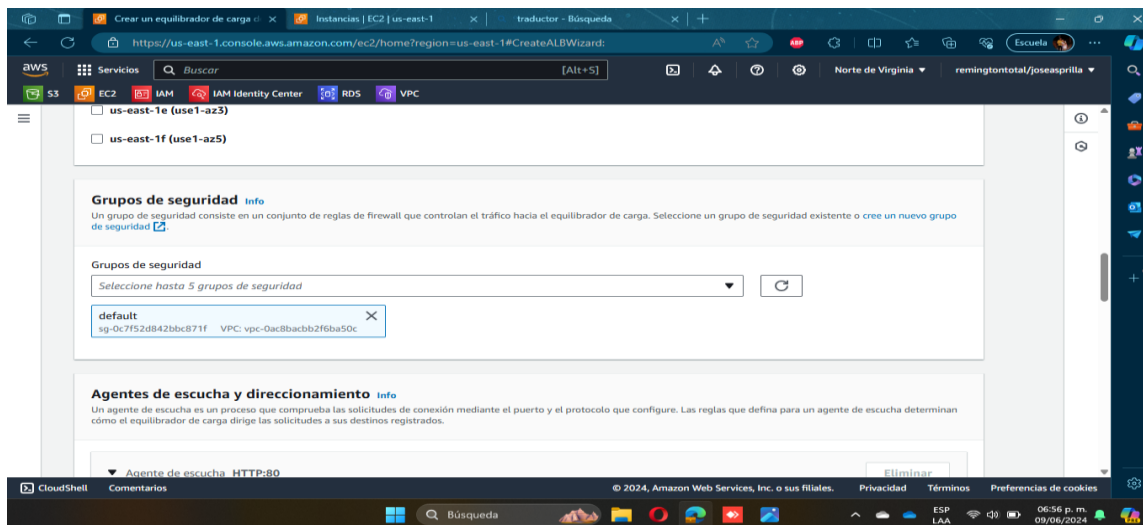 Crear un equilibrador de carga d
Instancias | EC2 | us-east-1
traductor - Búsqueda
https://us-east-1.console.aws.amazon.com/ec2/home?region=us-east-1#CreateALBWizard:
ABP
Escuela
aws
Servicios
Buscar
[Alt+S]
Norte de Virginia
remingtontotal/joseasprilla
S3
EC2
IAM
IAM Identity Center
RDS
VPC
us-east-1e (use1-az3)
us-east-1f (use1-az5)
Grupos de seguridad Info
Un grupo de seguridad consiste en un conjunto de reglas de firewall que controlan el tráfico hacia el equilibrador de carga. Seleccione un grupo de seguridad existente o cree un nuevo grupo
de seguridad.
Grupos de seguridad
Seleccione hasta 5 grupos de seguridad
default
sg-0c7f52d842bbc871f VPC: vpc-0ac8bacbb2f6ba50c
Agentes de escucha y direccionamiento Info
Un agente de escucha es un proceso que comprueba las solicitudes de conexión mediante el puerto y el protocolo que configure. Las reglas que defina para un agente de escucha determinan
cómo el equilibrador de carga dirige las solicitudes a sus destinos registrados.
Agente de escucha HTTP:80
Eliminar
CloudShell
Comentarios
© 2024, Amazon Web Services, Inc. o sus filiales.
Privacidad
Términos
Preferencias de cookies
Búsqueda
ESP
LAA
06:56 p. m.
09/06/2024